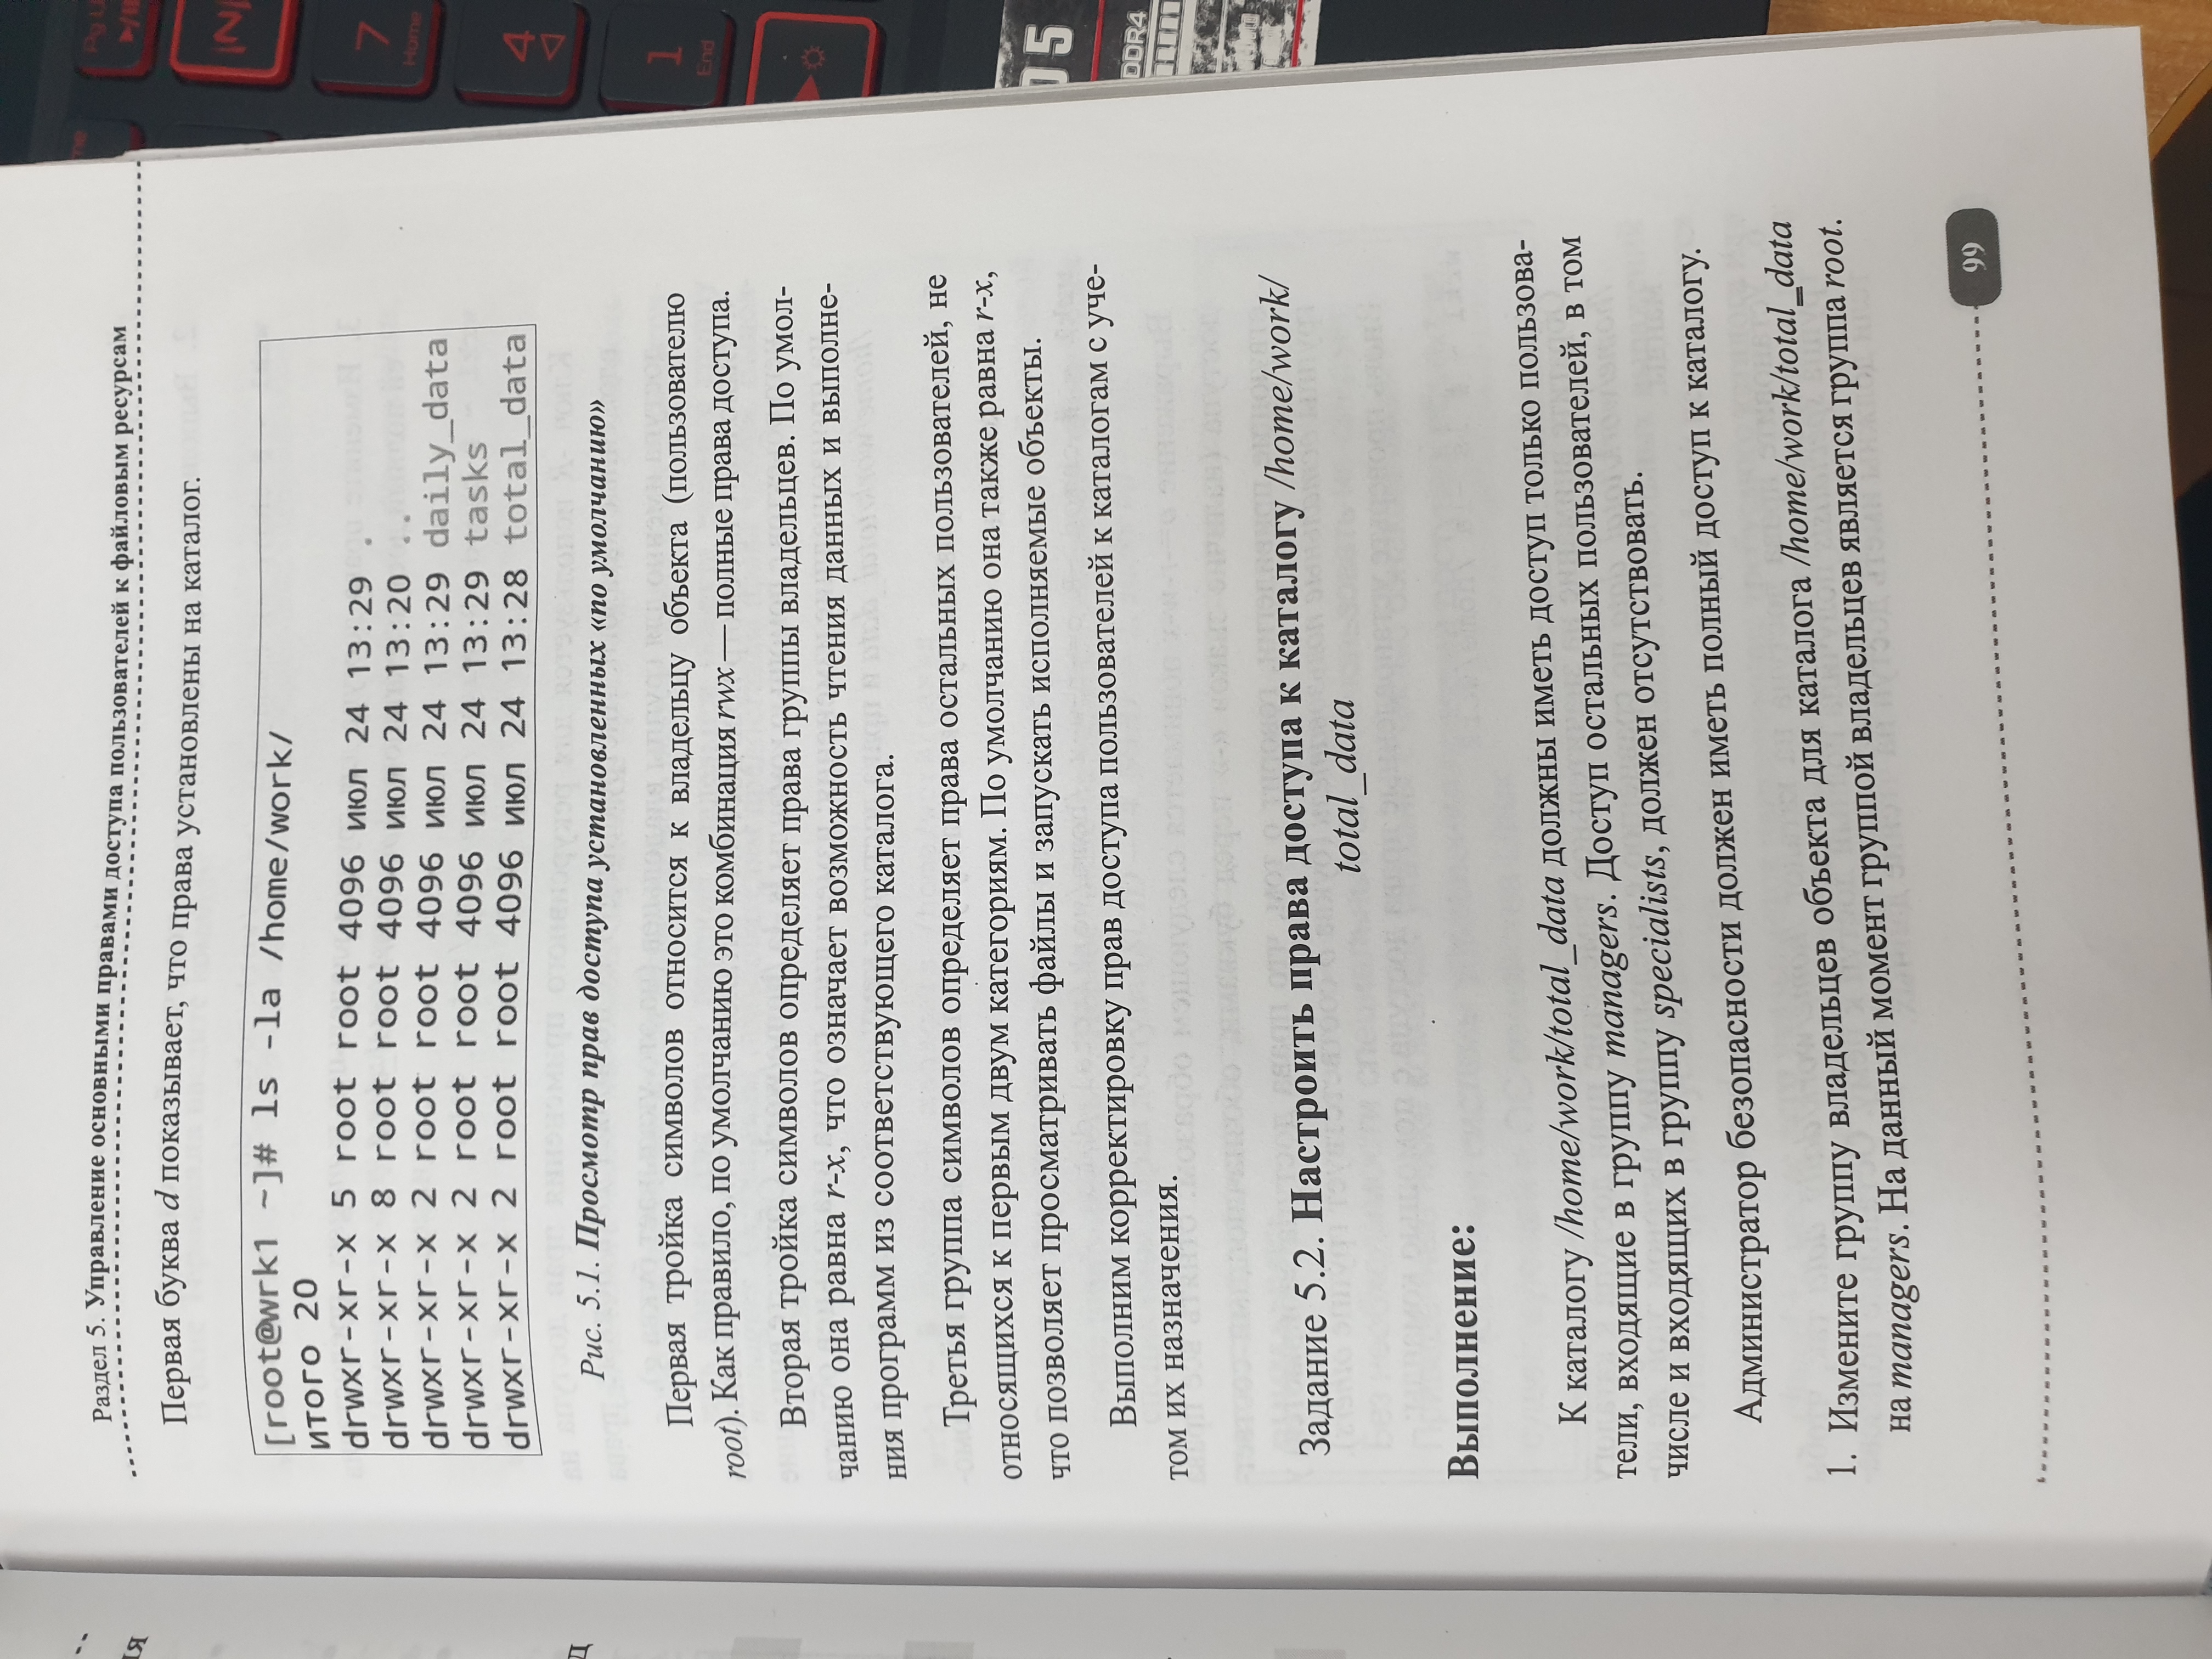 Раздел 5. Управление основными правами доступа пользователей к файловым ресурсам
Первая буква d показывает, что права установлены на каталог.
[root@wrk1 ~]# ls -la /home/work/
итого 20
drwxr-xr-x 5 root root 4096 июл 24 13:29 .
drwxr-xr-x 8 root root 4096 июл 24 13:20 ..
drwxr-xr-x 2 root root 4096 июл 24 13:29 daily_data
drwxr-xr-x 2 root root 4096 июл 24 13:29 tasks
drwxr-xr-x 2 root root 4096 июл 24 13:28 total_data
Рис. 5.1. Просмотр прав доступа установленных «по умолчанию»
Первая тройка символов относится к владельцу объекта (пользователю
root). Как правило, по умолчанию это комбинация rwx — полные права доступа.
Вторая тройка символов определяет права группы владельцев. По умол-
чанию она равна r-x, что означает возможность чтения данных и выполне-
ния программ из соответствующего каталога.
Третья группа символов определяет права остальных пользователей, не
относящихся к первым двум категориям. По умолчанию она также равна r-x,
что позволяет просматривать файлы и запускать исполняемые объекты.
Выполним корректировку прав доступа пользователей к каталогам с уче-
том их назначения.
Задание 5.2. Настроить права доступа к каталогу /home/work/
total_data
Выполнение:
К каталогу /home/work/total_data должны иметь доступ только пользова-
тели, входящие в группу managers. Доступ остальных пользователей, в том
числе и входящих в группу specialists, должен отсутствовать.
Администратор безопасности должен иметь полный доступ к каталогу.
1. Измените группу владельцев объекта для каталога /home/work/total_data
на managers. На данный момент группой владельцев является группа root.
99
1
End
4
7
Home
DDR4
5